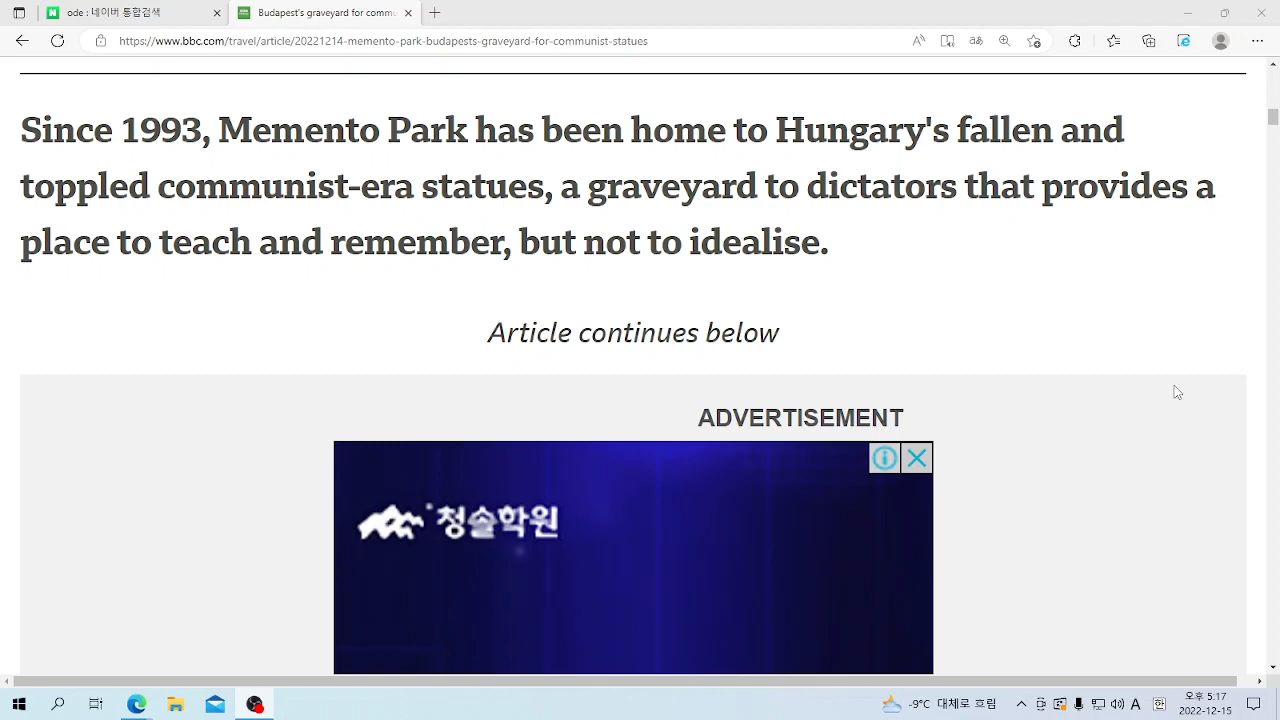 ode : 네이버 통합검색
Budapest's graveyard for commu
https://www.bbc.com/travel/article/20221214-memento-park-budapests-graveyard-for-communist-statues
Since 1993, Memento Park has been home to Hungary's fallen and
toppled communist-era statues, a graveyard to dictators that provides a
place to teach and remember, but not to idealise.
Article continues below
ADVERTISEMENT
청솔학원
-9°C 대체로 흐림
A
오후 5:17
2022-12-15